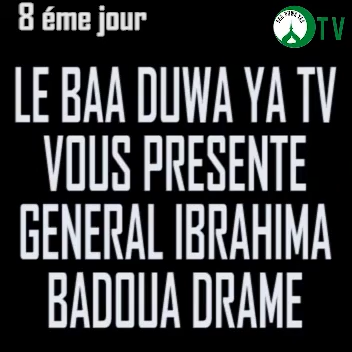 8 éme jour
TV
LE BAA DUWA YA TV
VOUS PRESENTE
GENERAL IBRAHIMA
BADOUA DRAME